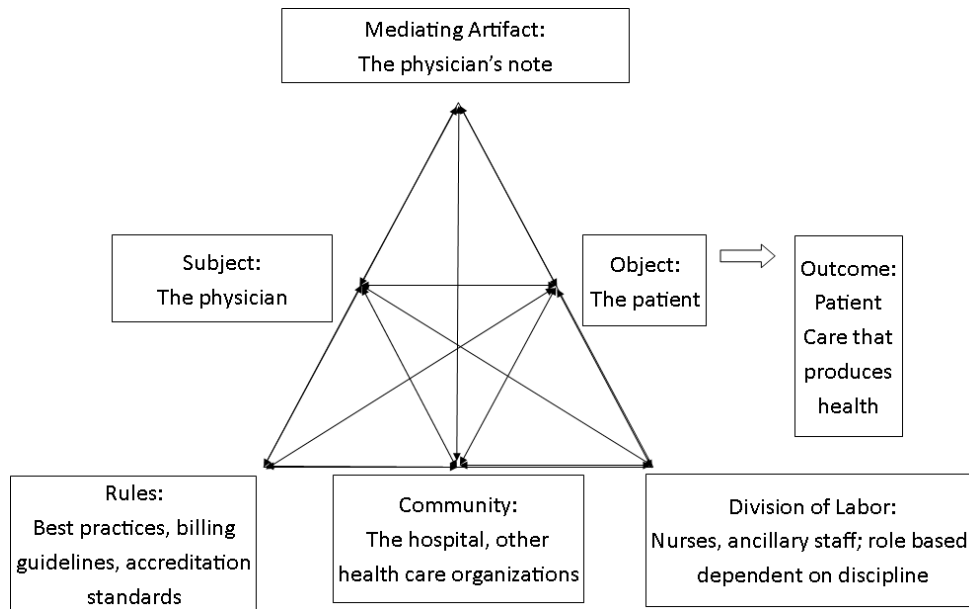 Mediating Artifact:
The physician’s note
Subject:
The physician
Object:
The patient
Outcome:
Patient
Care that
produces
health
Rules:
Best practices, billing
guidelines, accreditation
standards
Community:
The hospital, other
health care organizations
Division of Labor:
Nurses, ancillary staff; role based
dependent on discipline